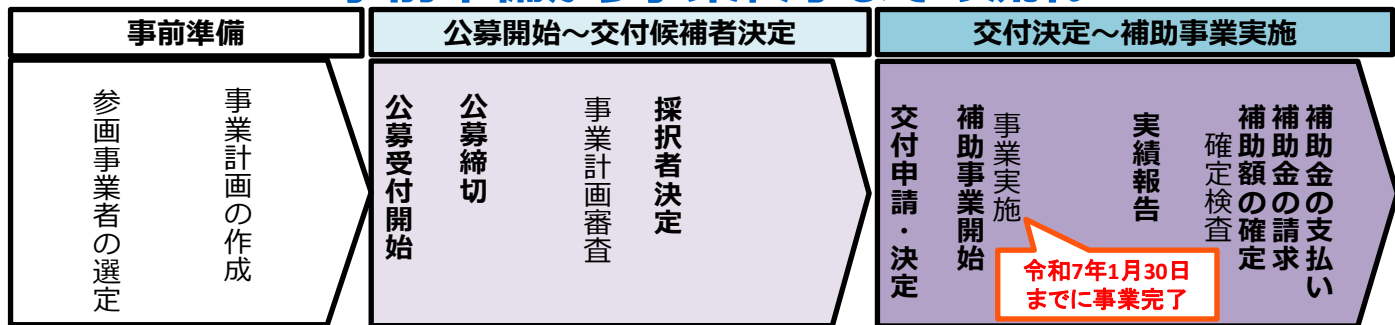 事前準備
公募開始～交付候補者決定
交付決定～補助事業実施
参画事業者の選定
事業計画の作成
公募受付開始
公募締切
事業計画審査
採択者決定
交付申請・決定
補助事業開始
事業実施
令和7年1月30日
までに事業完了
実績報告
確定検査
補助額の確定
補助金の請求
補助金の支払い